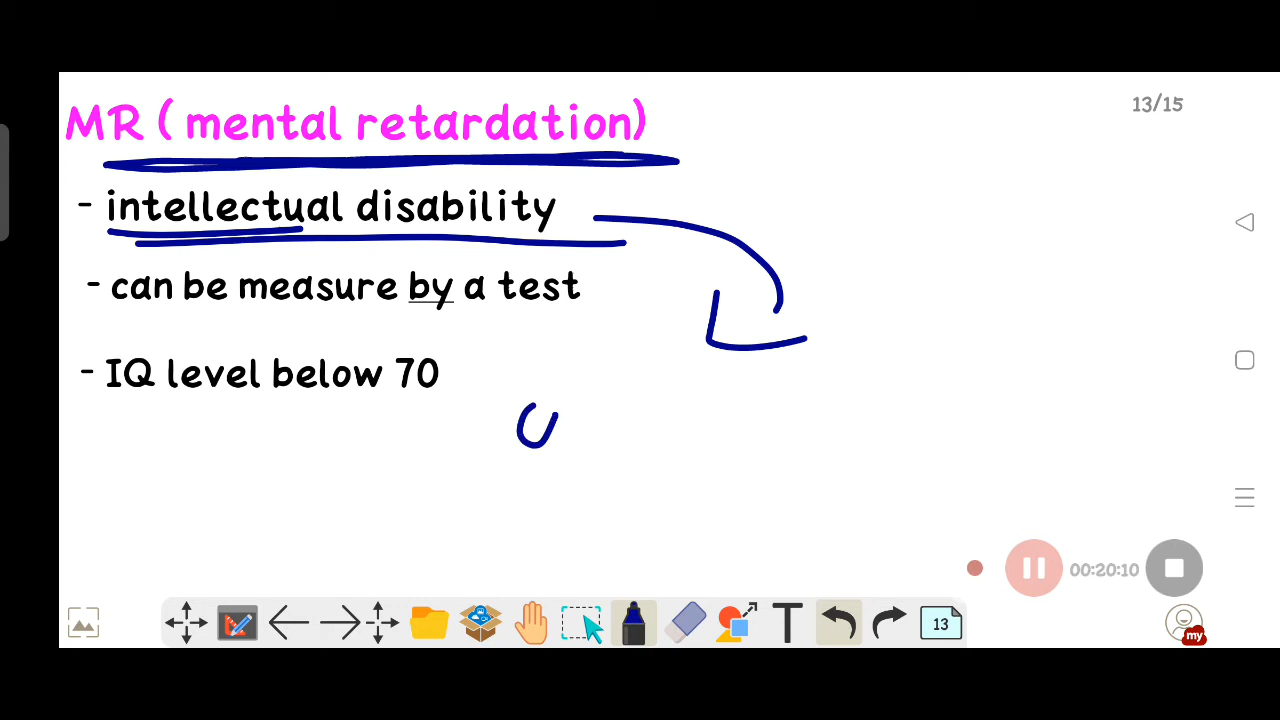 MR ( mental retardation)
13/15
- intellectual disability
- can be measure by a test
- IQ level below 70
00:20:10
13
my